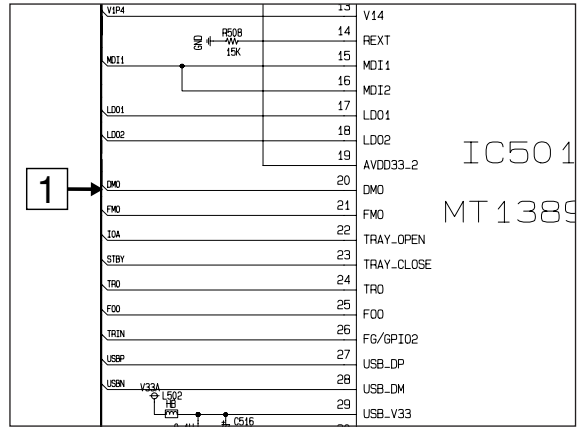 V1P4 13 V14
GND R508 15K 14 REXT
MDI1 15 MDI1
16 MDI2
LDO1 17 LDO1
LDO2 18 LDO2
19 AVDD33_2
IC501
1 DMO 20 DMO
FMO 21 FMO
MT1389
IOA 22 TRAY_OPEN
STBY 23 TRAY_CLOSE
TRO 24 TRO
FOO 25 FOO
TRIN 26 FG/GPIO2
USBP 27 USB_DP
USBN 28 USB_DM
V33A L502
HB 29 USB_V33
C516